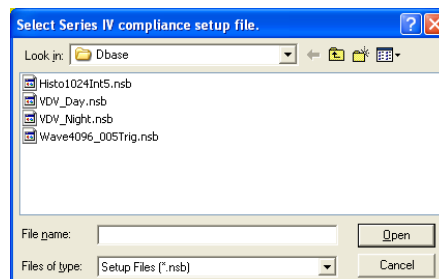 Select Series IV compliance setup file.
Look in: Dbase
Histo1024Int5.nsb
VDV_Day.nsb
VDV_Night.nsb
Wave4096_005Trig.nsb
File name: Open
Files of type: Setup Files (*.nsb) Cancel